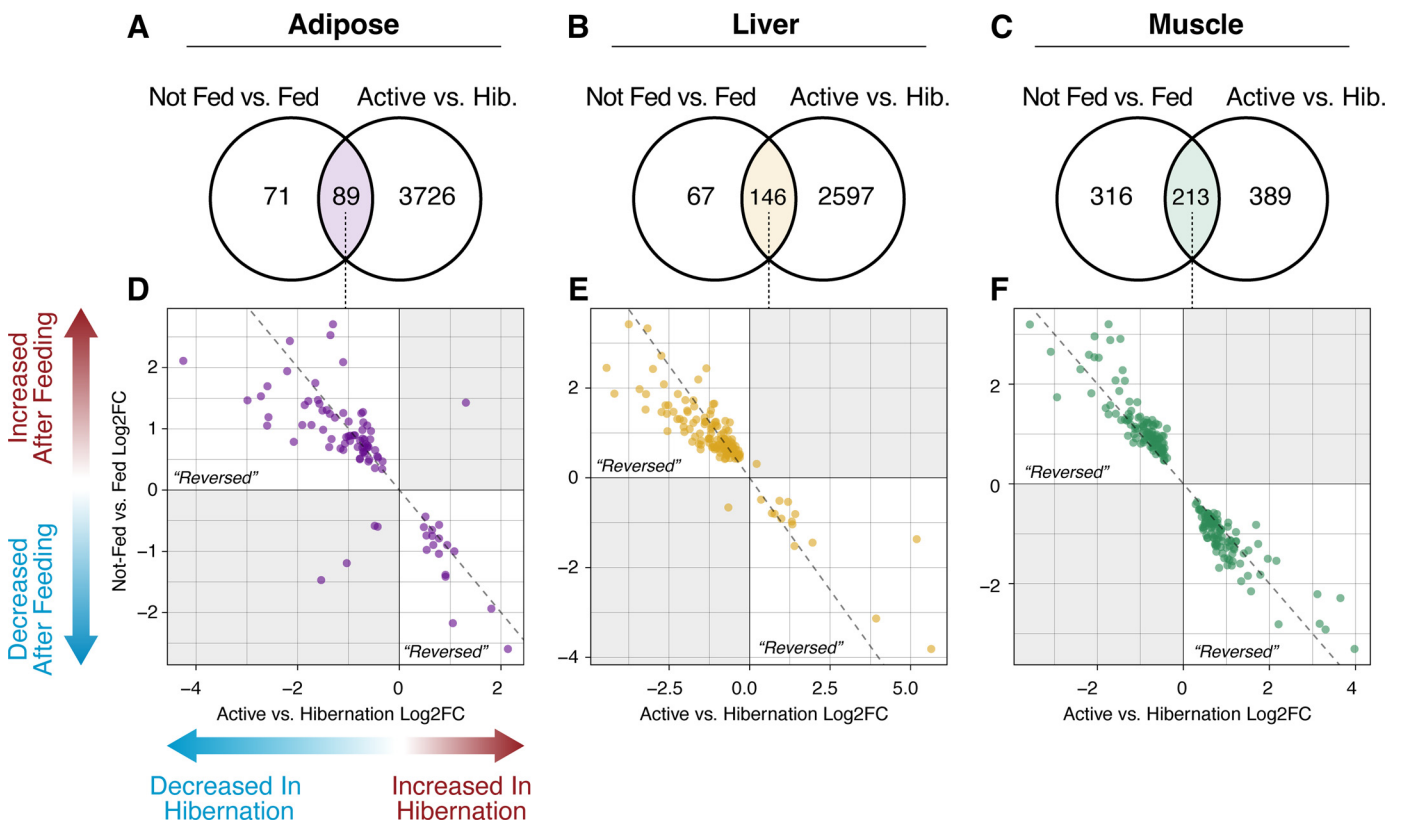 A Adipose
B Liver
C Muscle
Not Fed vs. Fed Active vs. Hib.
Not Fed vs. Fed Active vs. Hib.
Not Fed vs. Fed Active vs. Hib.
71 89 3726
67 146 2597
316 213 389
D
E
F
Increased
After Feeding
Decreased
After Feeding
Not-Fed vs. Fed Log2FC
2
1
0
−1
−2
“Reversed”
“Reversed”
−4 −2 0 2
Active vs. Hibernation Log2FC
2
0
−2
−4
“Reversed”
“Reversed”
−2.5 0.0 2.5 5.0
Active vs. Hibernation Log2FC
2
0
−2
“Reversed”
“Reversed”
−2 0 2 4
Active vs. Hibernation Log2FC
Decreased In
Hibernation
Increased In
Hibernation